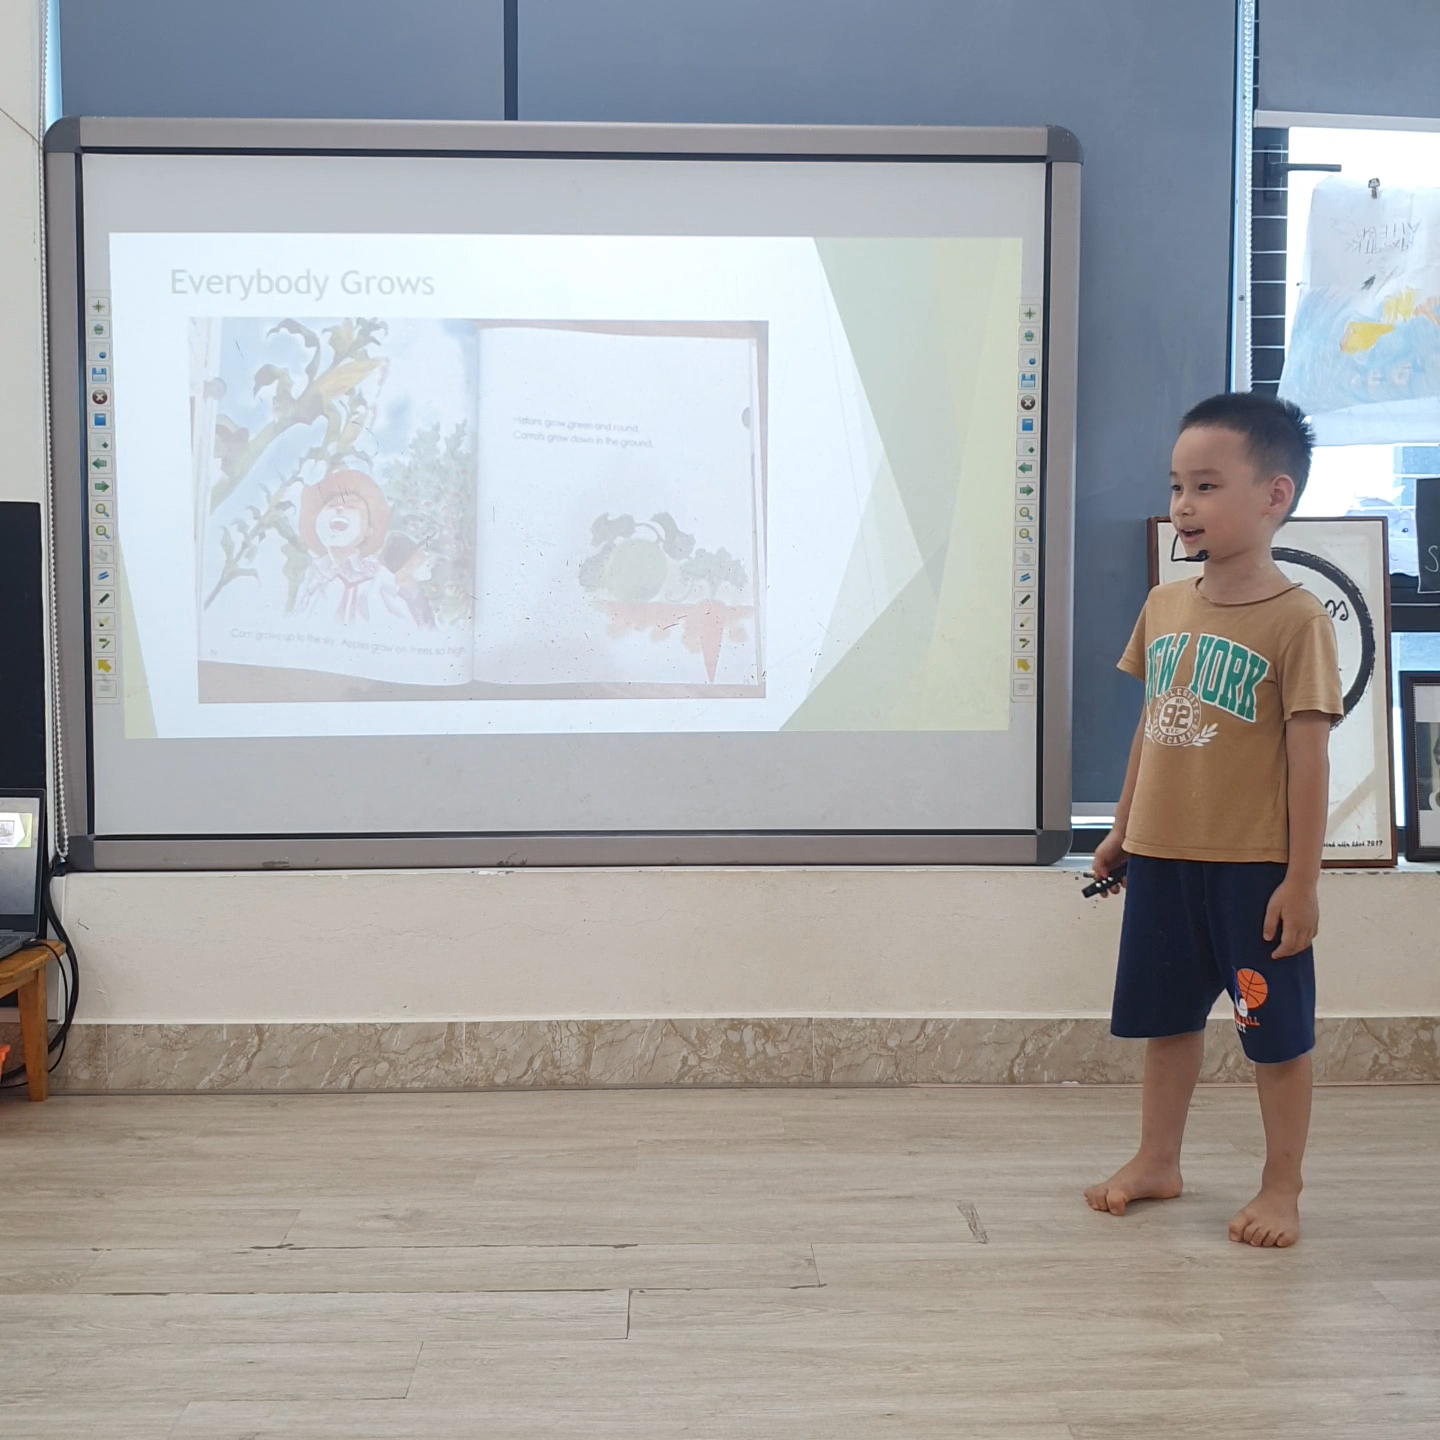 Everybody Grows
Melons grow green and round.
Carrots grow down in the ground.
Corn grows up to the sky. Apples grow on trees so high.
NEW YORK
NO.
92